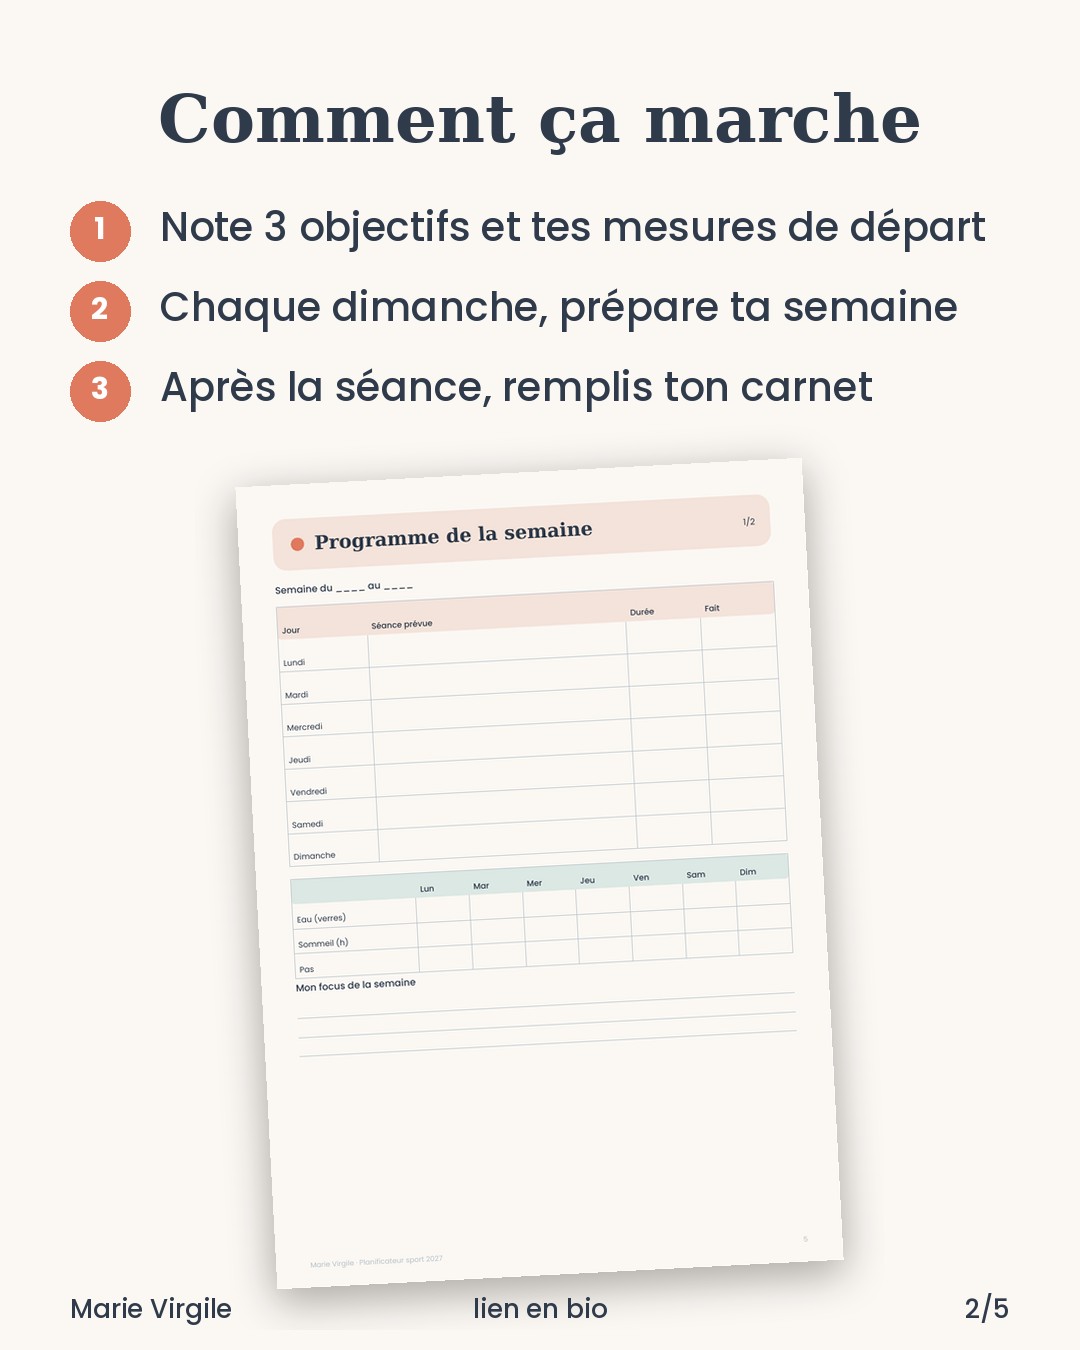 Comment ça marche
1 Note 3 objectifs et tes mesures de départ
2 Chaque dimanche, prépare ta semaine
3 Après la séance, remplis ton carnet
Programme de la semaine 1/2
Semaine du ____ au ____
Jour Séance prévue Durée Fait
Lundi
Mardi
Mercredi
Jeudi
Vendredi
Samedi
Dimanche
Lun Mar Mer Jeu Ven Sam Dim
Eau (verres)
Sommeil (h)
Pas
Mon focus de la semaine
Marie Virgile · Planificateur sport 2027 5
Marie Virgile lien en bio 2/5